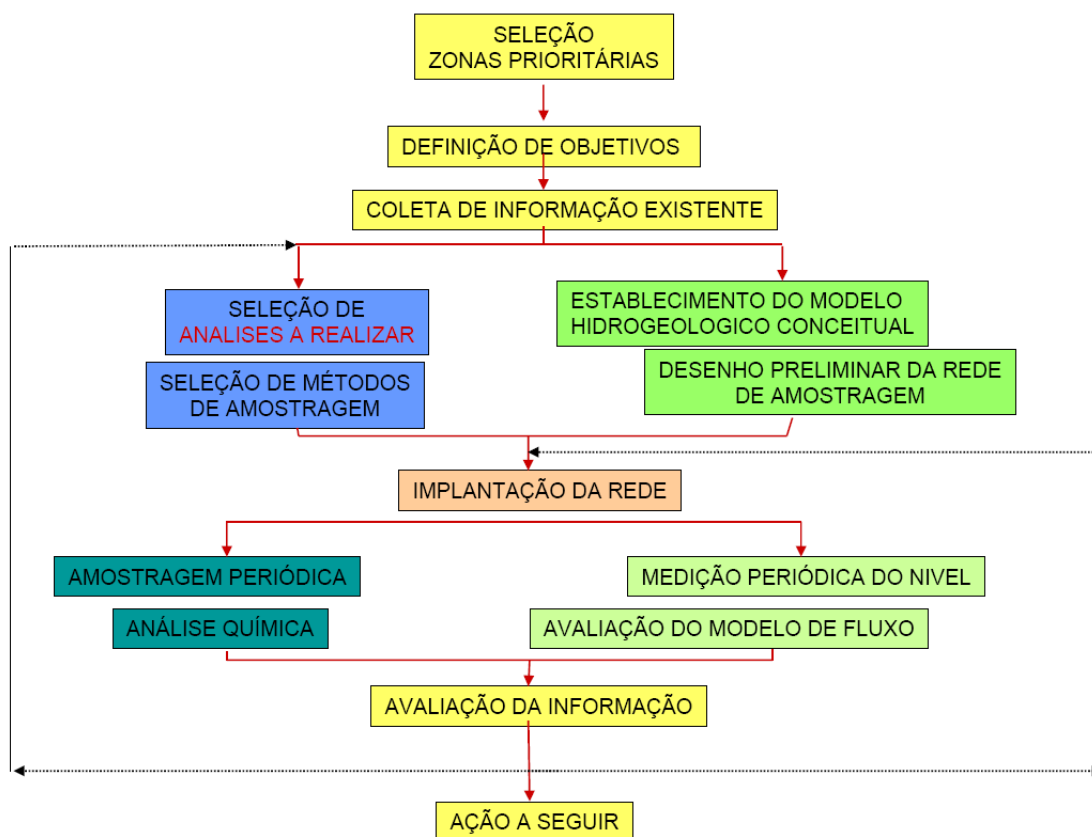 SELEÇÃO
ZONAS PRIORITÁRIAS
DEFINIÇÃO DE OBJETIVOS
COLETA DE INFORMAÇÃO EXISTENTE
SELEÇÃO DE
ANALISES A REALIZAR
ESTABLECIMENTO DO MODELO
HIDROGEOLOGICO CONCEITUAL
SELEÇÃO DE MÉTODOS
DE AMOSTRAGEM
DESENHO PRELIMINAR DA REDE
DE AMOSTRAGEM
IMPLANTAÇÃO DA REDE
AMOSTRAGEM PERIÓDICA
MEDIÇÃO PERIÓDICA DO NIVEL
ANÁLISE QUÍMICA
AVALIAÇÃO DO MODELO DE FLUXO
AVALIAÇÃO DA INFORMAÇÃO
AÇÃO A SEGUIR